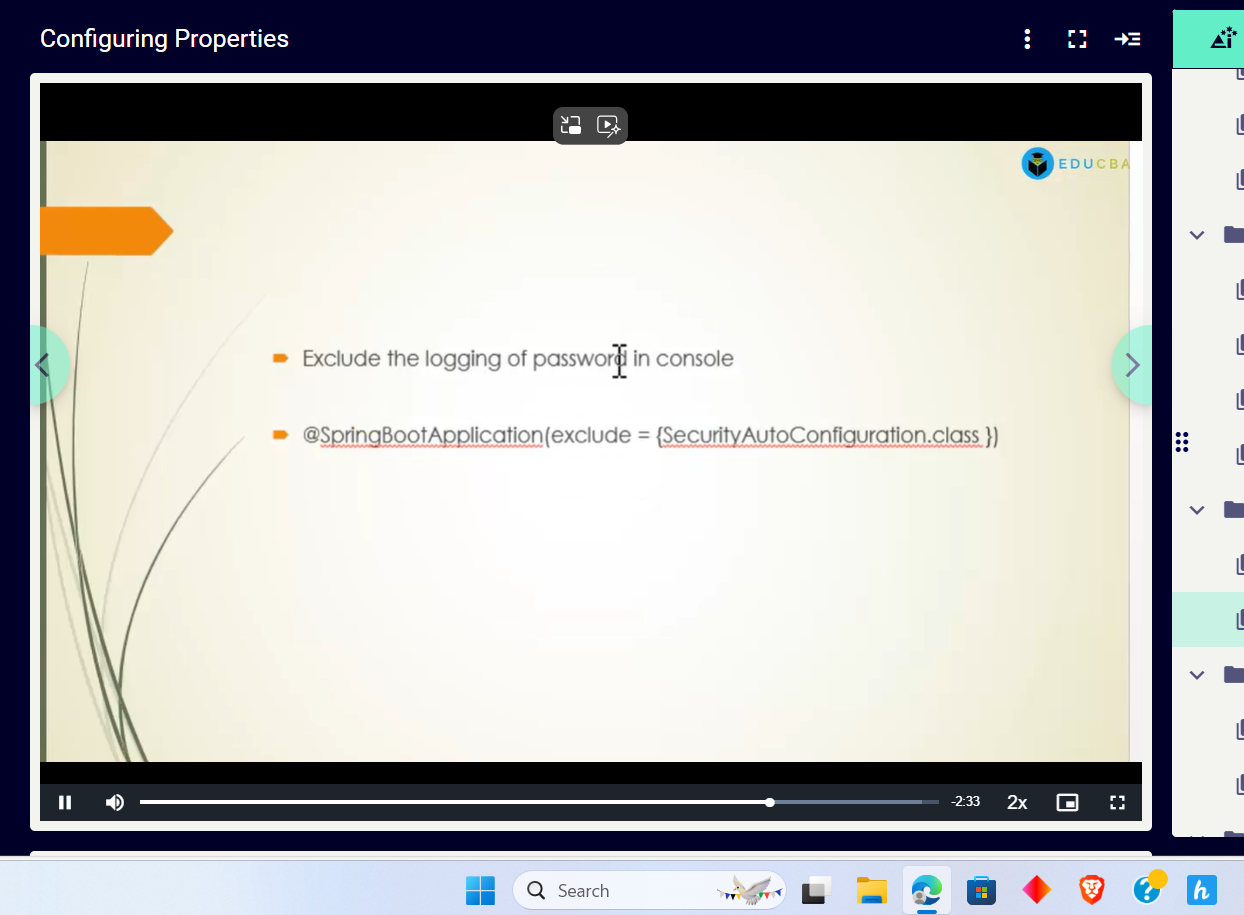 Configuring Properties
EDUCBA
Exclude the logging of password in console
@SpringBootApplication(exclude = {SecurityAutoConfiguration.class })
-2:33
2x
Search